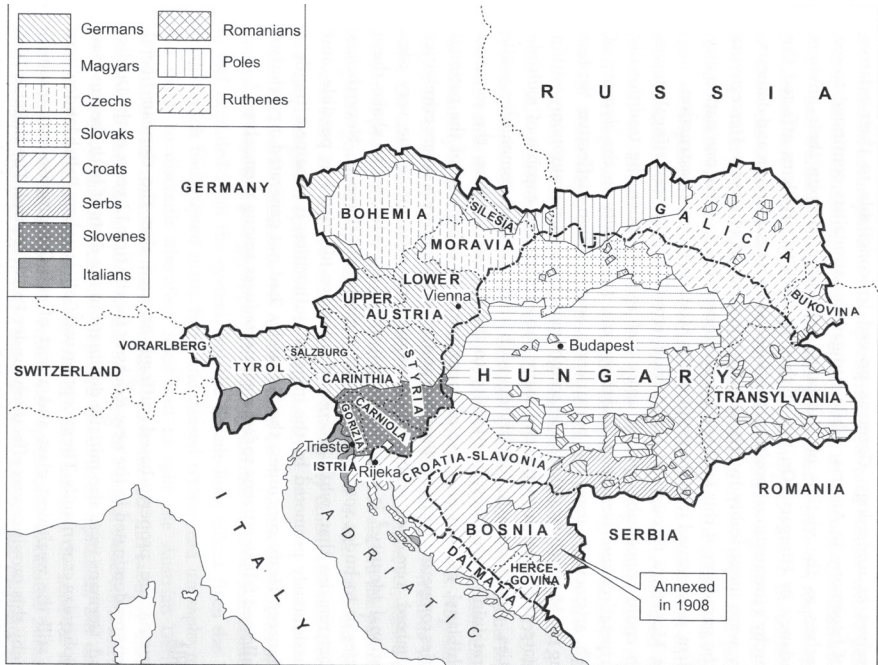 Germans
Magyars
Czechs
Slovaks
Croats
Serbs
Slovenes
Italians
Romanians
Poles
Ruthenes
RUSSIA
GERMANY
BOHEMIA
SILESIA
MORAVIA
GALICIA
LOWER
UPPER
AUSTRIA
Vienna
BUKOVINA
VORARLBERG
SWITZERLAND
TYROL
SALZBURG
CARINTHIA
STYRIA
Budapest
HUNGARY
TRANSYLVANIA
CARNIOLA
GORIZIA
Trieste
ISTRIA
Rijeka
CROATIA-SLAVONIA
ROMANIA
ITALY
ADRIATIC
BOSNIA
SERBIA
DALMATIA
HERCE-
GOVINA
Annexed
in 1908